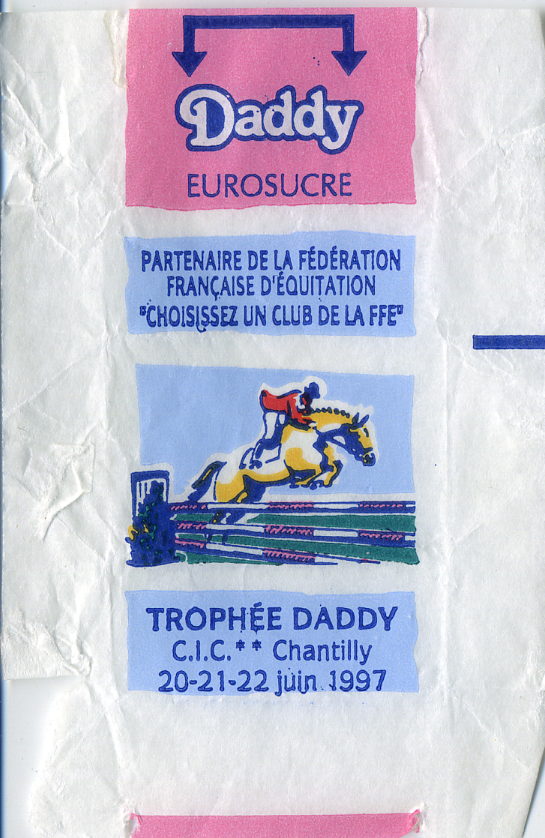 Daddy
EUROSUCRE
PARTENAIRE DE LA FÉDÉRATION
FRANÇAISE D'ÉQUITATION
"CHOISISSEZ UN CLUB DE LA FFE"
TROPHÉE DADDY
C.I.C.** Chantilly
20-21-22 juin 1997